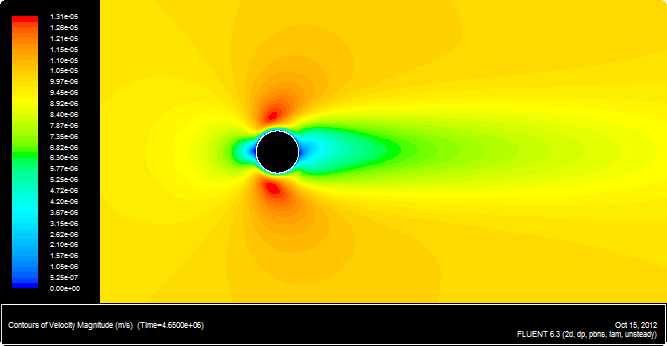 1.31e-05
1.26e-05
1.21e-05
1.15e-05
1.10e-05
1.05e-05
9.97e-06
9.45e-06
8.92e-06
8.40e-06
7.87e-06
7.35e-06
6.82e-06
6.30e-06
5.77e-06
5.25e-06
4.72e-06
4.20e-06
3.67e-06
3.15e-06
2.62e-06
2.10e-06
1.57e-06
1.05e-06
5.25e-07
0.00e+00
Contours of Velocity Magnitude (m/s) (Time=4.6500e+06)
Oct 15, 2012
FLUENT 6.3 (2d, dp, pbns, lam, unsteady)